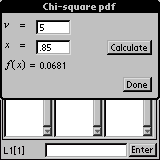 Chi-square pdf
ν = 5
x = .85
Calculate
f(x) = 0.0681
Done
L1[1]
Enter